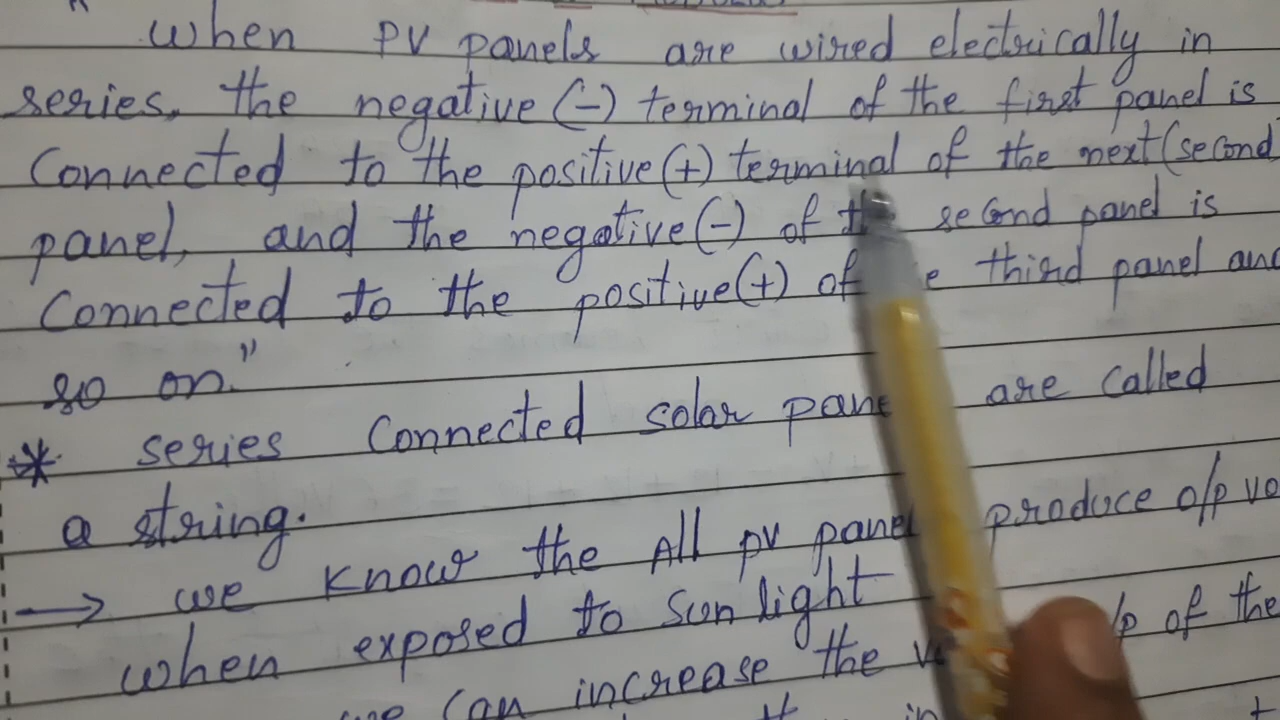 "when PV panels are wired electrically in
series, the negative (-) terminal of the first panel is
Connected to the positive (+) terminal of the next (second
panel, and the negative (-) of second panel is
Connected to the positive (+) of third panel and
so on."
* series Connected solar are called
a string.
→ we know the All PV panel produce o/p
when exposed to Sun light of the
we can increase the